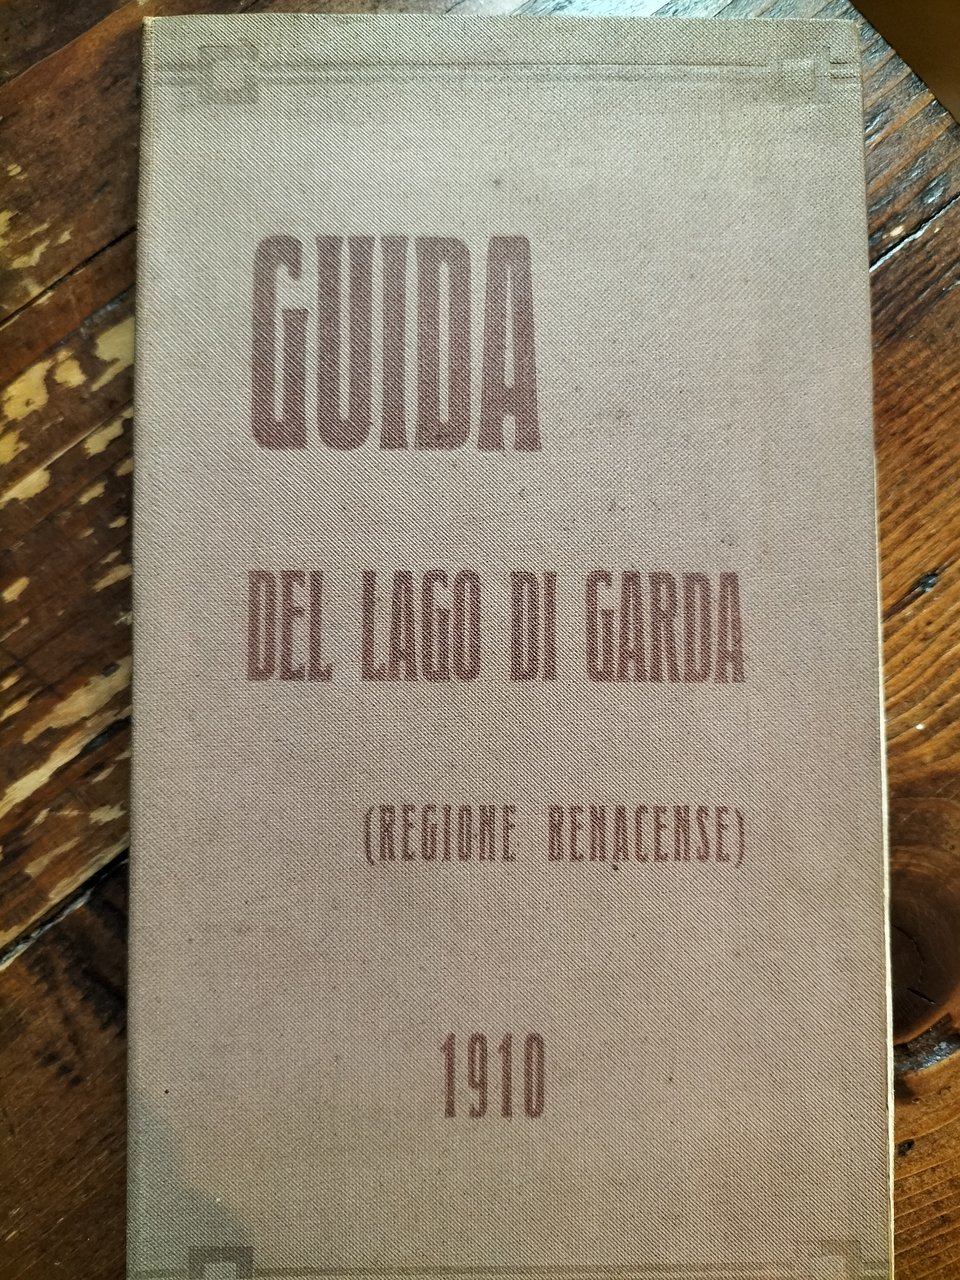 GUIDA
DEL LAGO DI GARDA
(REGIONE BENACENSE)
1910